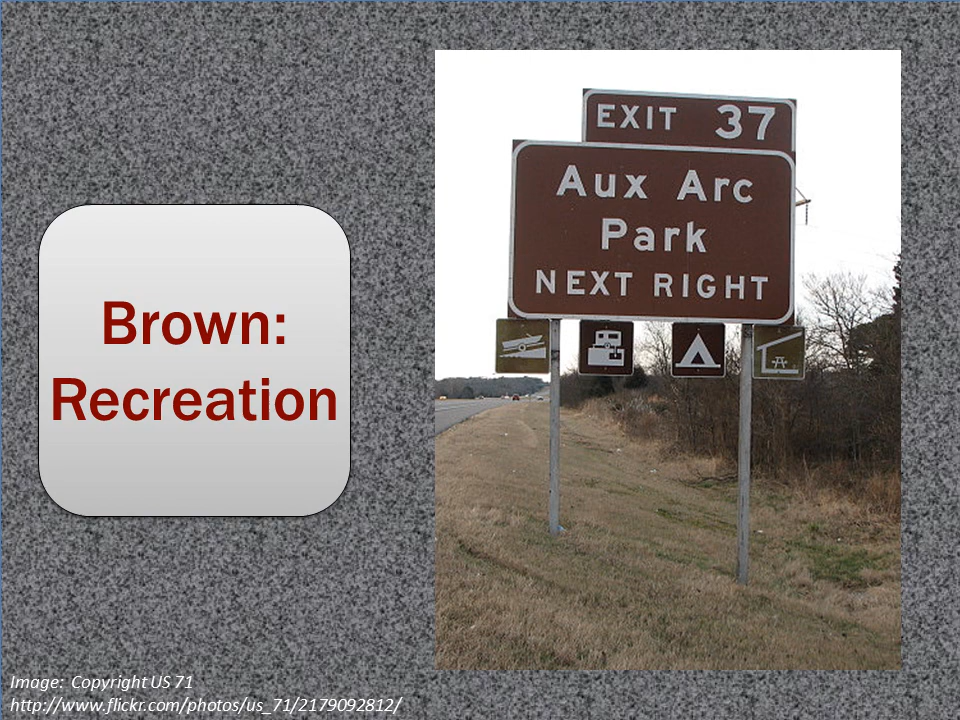 Brown:
Recreation
EXIT 37
Aux Arc
Park
NEXT RIGHT
Image: Copyright US 71
http://www.flickr.com/photos/us_71/2179092812/